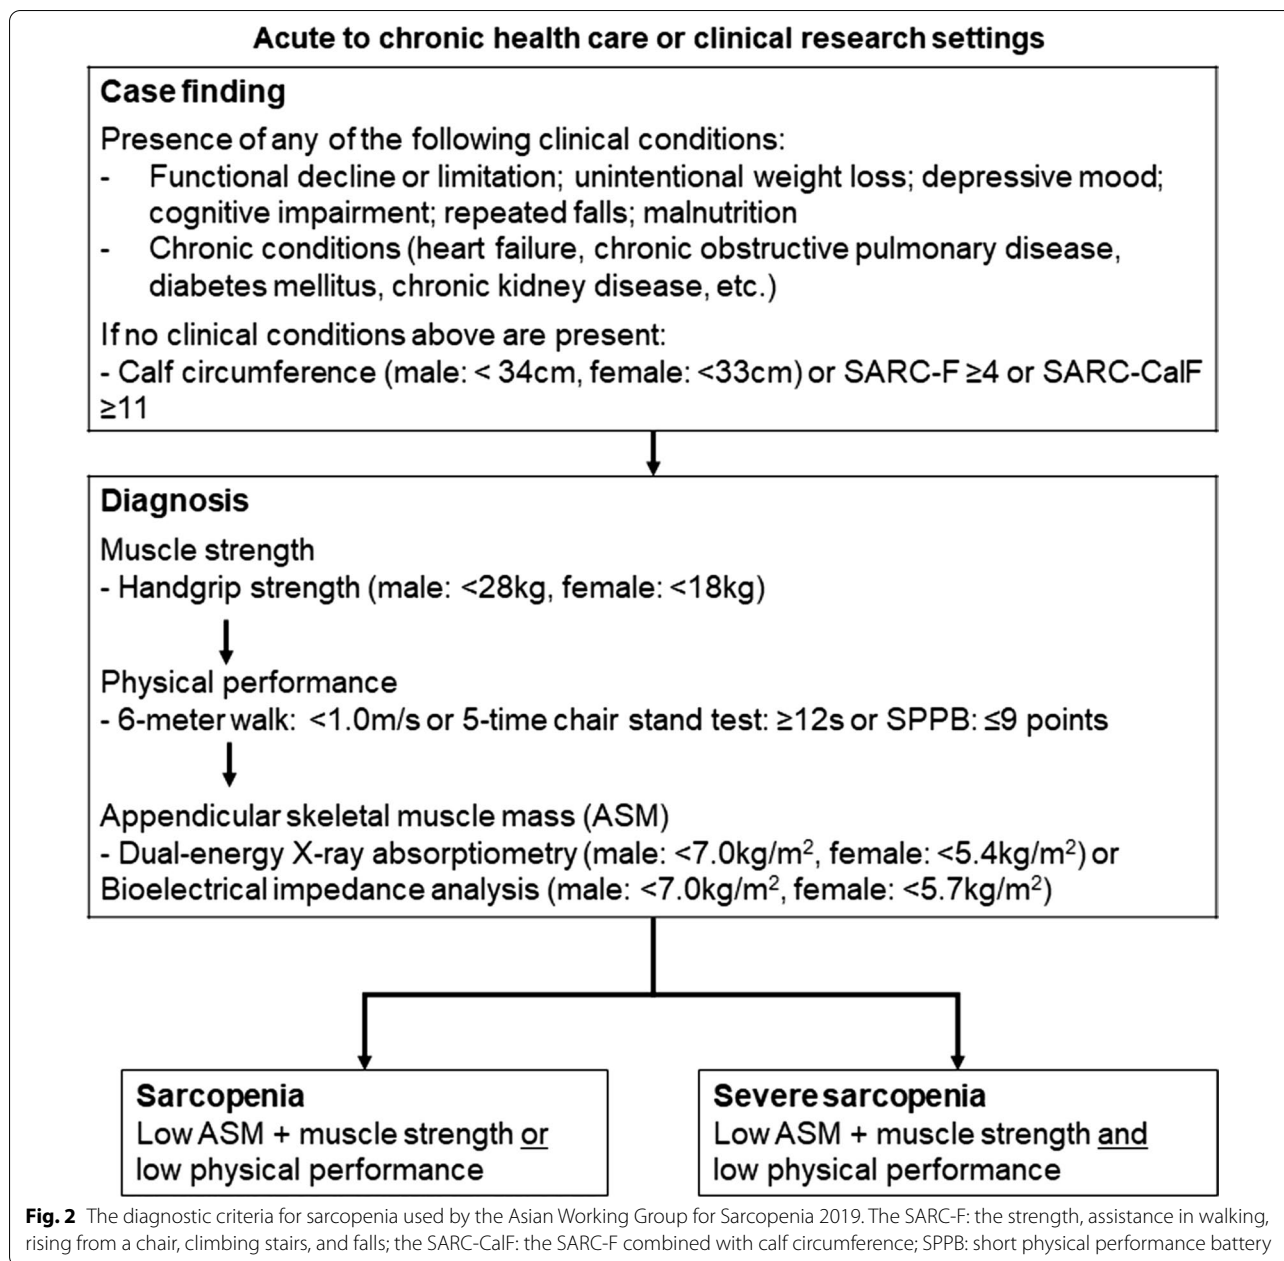 Acute to chronic health care or clinical research settings
Case finding
Presence of any of the following clinical conditions:
- Functional decline or limitation; unintentional weight loss; depressive mood;
cognitive impairment; repeated falls; malnutrition
- Chronic conditions (heart failure, chronic obstructive pulmonary disease,
diabetes mellitus, chronic kidney disease, etc.)
If no clinical conditions above are present:
- Calf circumference (male: < 34cm, female: <33cm) or SARC-F ≥4 or SARC-CalF
≥11
Diagnosis
Muscle strength
- Handgrip strength (male: <28kg, female: <18kg)
Physical performance
- 6-meter walk: <1.0m/s or 5-time chair stand test: ≥12s or SPPB: ≤9 points
Appendicular skeletal muscle mass (ASM)
- Dual-energy X-ray absorptiometry (male: <7.0kg/m², female: <5.4kg/m²) or
Bioelectrical impedance analysis (male: <7.0kg/m², female: <5.7kg/m²)
Sarcopenia
Low ASM + muscle strength or
low physical performance
Severe sarcopenia
Low ASM + muscle strength and
low physical performance
Fig. 2 The diagnostic criteria for sarcopenia used by the Asian Working Group for Sarcopenia 2019. The SARC-F: the strength, assistance in walking,
rising from a chair, climbing stairs, and falls; the SARC-CalF: the SARC-F combined with calf circumference; SPPB: short physical performance battery